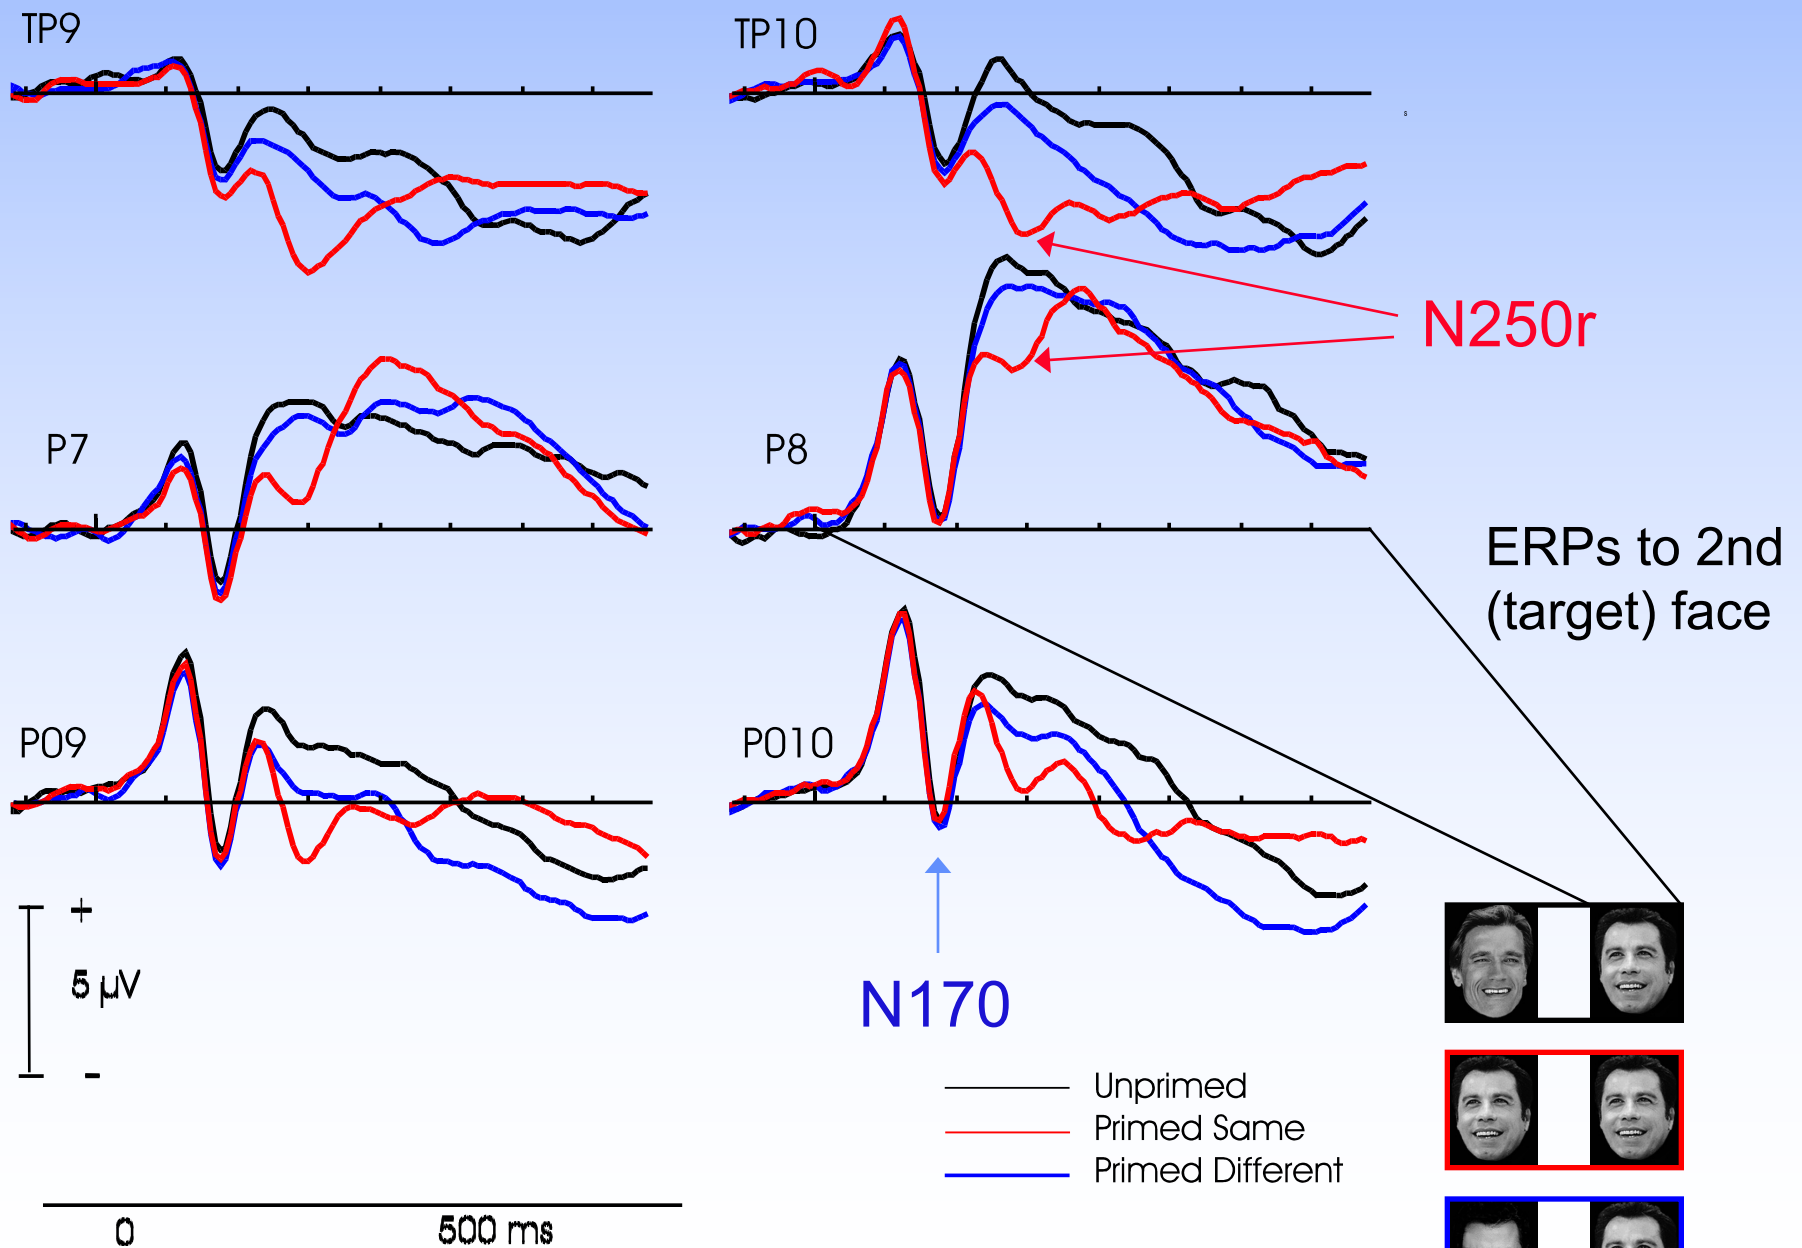 TP9
TP10
s
N250r
P7
P8
ERPs to 2nd
(target) face
P09
P010
+
5 µV
-
N170
Unprimed
Primed Same
Primed Different
0
500 ms